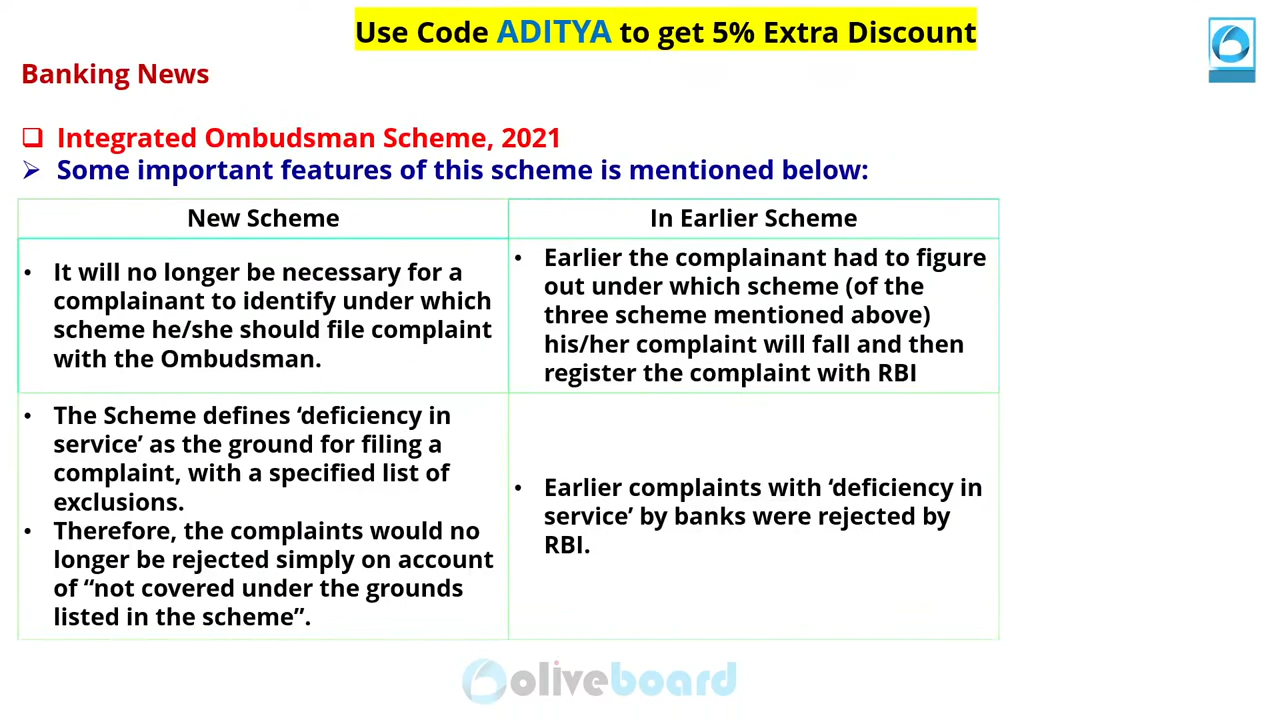 Use Code ADITYA to get 5% Extra Discount
Banking News
❑ Integrated Ombudsman Scheme, 2021
➢ Some important features of this scheme is mentioned below:
New Scheme
In Earlier Scheme
• It will no longer be necessary for a
complainant to identify under which
scheme he/she should file complaint
with the Ombudsman.
• Earlier the complainant had to figure
out under which scheme (of the
three scheme mentioned above)
his/her complaint will fall and then
register the complaint with RBI
• The Scheme defines ‘deficiency in
service’ as the ground for filing a
complaint, with a specified list of
exclusions.
• Therefore, the complaints would no
longer be rejected simply on account
of “not covered under the grounds
listed in the scheme”.
• Earlier complaints with ‘deficiency in
service’ by banks were rejected by
RBI.
oliveboard